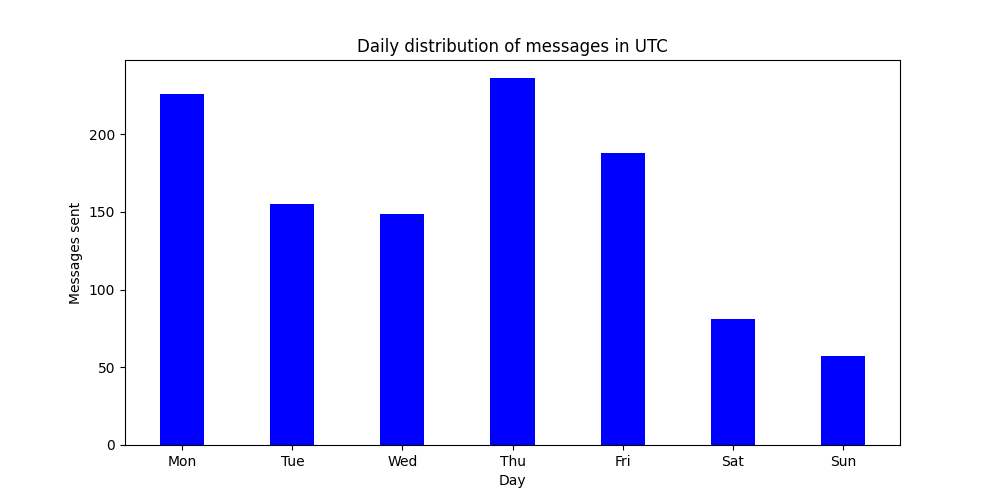 Daily distribution of messages in UTC
Messages sent
200
150
100
50
0
Mon Tue Wed Thu Fri Sat Sun
Day